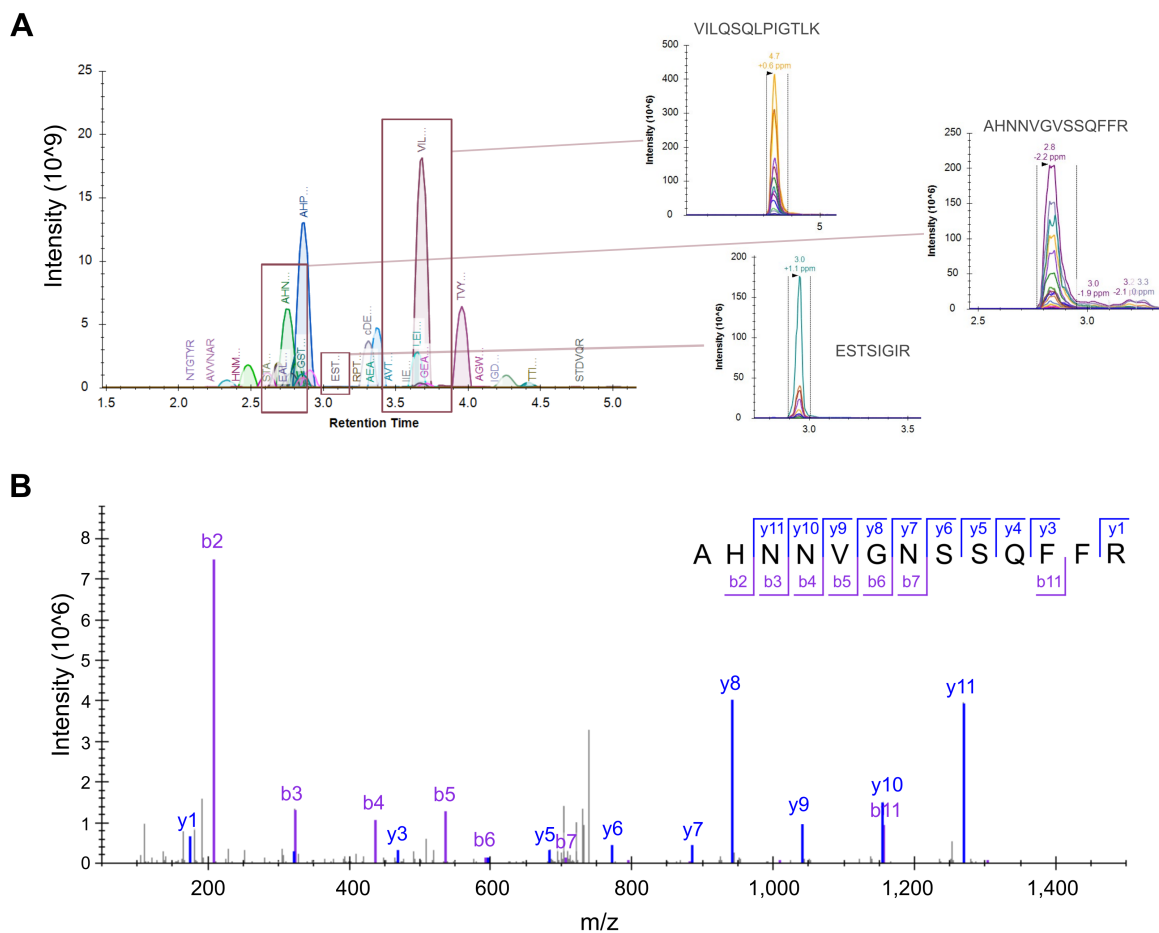 A
VILQSQLPIGTLK
500
400
300
200
100
0
Intensity (10^6)
4.7
+0.6 ppm
5
AHNNVGVSSQFFR
250
200
150
100
50
0
Intensity (10^6)
2.8
-2.2 ppm
3.0
-1.9 ppm
3.3
2.5
3.0
ESTSIGIR
200
150
100
50
0
Intensity (10^6)
3.0
+1.1 ppm
3.0
3.5
25
20
15
10
5
0
Intensity (10^9)
NTGTYR
AVVNAR
HNM...
AHN...
GST...
AHP...
EST...
RPT...
cDE...
AEA...
AVT...
IIE...
VIL...
GEA...
TVY...
AGW...
IGD...
STDVQR
1.5 2.0 2.5 3.0 3.5 4.0 4.5 5.0
Retention Time
B
8
7
6
5
4
3
2
1
0
Intensity (10^6)
y11 y10 y9 y8 y7 y6 y5 y4 y3 y1
A H N N V G N S S Q F F R
b2 b3 b4 b5 b6 b7 b11
b2
y1
b3
b4
y3
b5
b6
y5
b7
y6
y7
y8
y9
y10
b11
y11
200 400 600 800 1,000 1,200 1,400
m/z